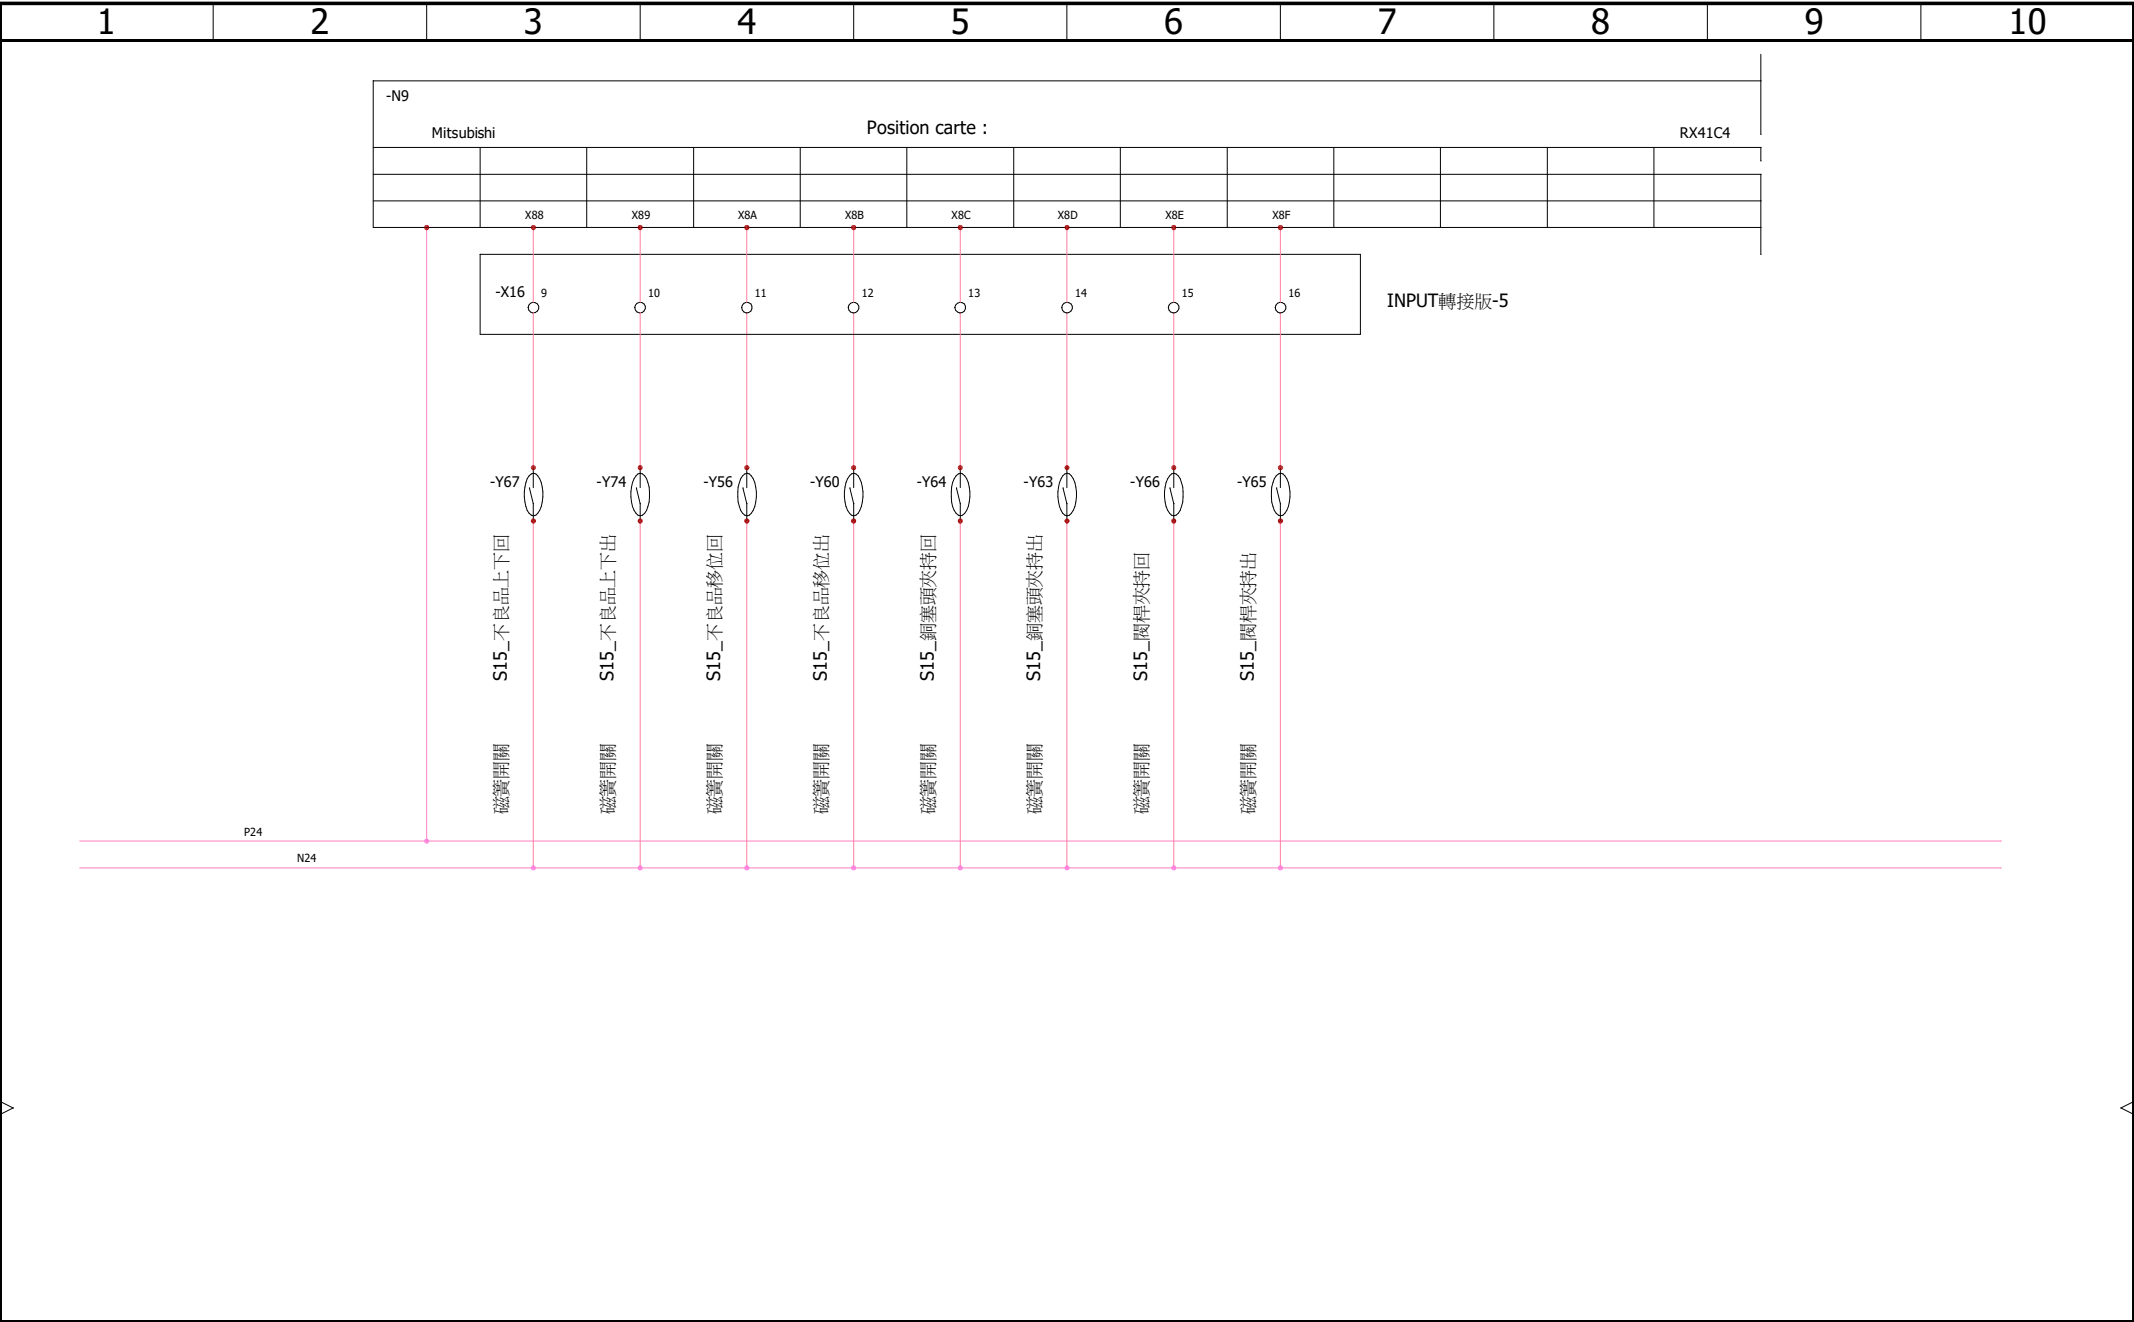 1 2 3 4 5 6 7 8 9 10
-N9
Mitsubishi Position carte : RX41C4
X88 X89 X8A X8B X8C X8D X8E X8F
-X16 9 10 11 12 13 14 15 16
INPUT轉接版-5
-Y67 -Y74 -Y56 -Y60 -Y64 -Y63 -Y66 -Y65
S15_不良品上下回
S15_不良品上下出
S15_不良品移位回
S15_不良品移位出
S15_銅塞頭夾持回
S15_銅塞頭夾持出
S15_閥桿夾持回
S15_閥桿夾持出
磁簧開關
磁簧開關
磁簧開關
磁簧開關
磁簧開關
磁簧開關
磁簧開關
磁簧開關
P24
N24